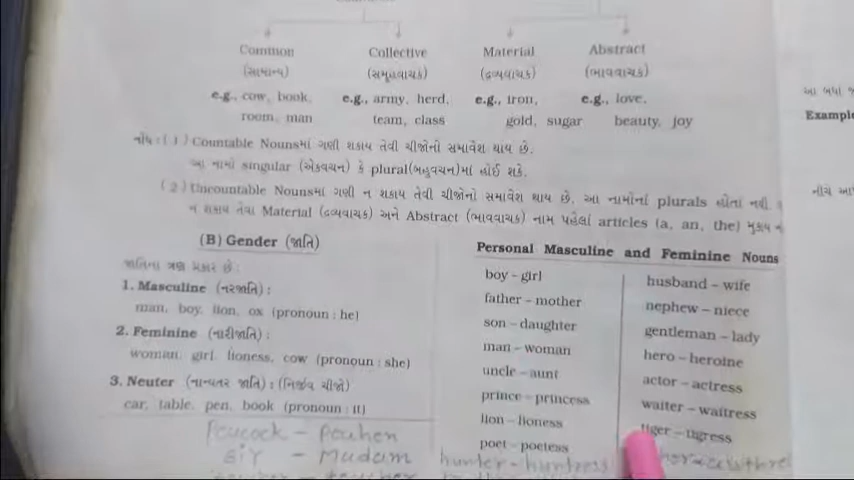 Common Collective Material Abstract
(સામાન્ય) (સમૂહવાચક) (દ્રવ્યવાચક) (ભાવવાચક)
e.g., cow, book, e.g., army, herd, e.g., iron, e.g., love,
room, man team, class gold, sugar beauty, joy
નોંધ : (1) Countable Nounsમાં ગણી શકાય તેવી ચીજોનો સમાવેશ થાય છે.
આ નામો singular (એકવચન) કે plural(બહુવચન)માં હોઈ શકે.
(2) Uncountable Nounsમાં ગણી ન શકાય તેવી ચીજોનો સમાવેશ થાય છે. આ નામોનાં plurals હોતાં નથી.
ન શકાય તેવા Material (દ્રવ્યવાચક) અને Abstract (ભાવવાચક) નામ પહેલાં articles (a, an, the) મુકાય
આ બધાં
Example
નીચે
(B) Gender (જાતિ)
જાતિના ત્રણ પ્રકાર છે :
1. Masculine (નરજાતિ) :
man, boy, lion, ox (pronoun : he)
2. Feminine (નારીજાતિ) :
woman, girl, lioness, cow (pronoun : she)
3. Neuter (નાન્યતર જાતિ) : (નિર્જીવ ચીજો)
car, table, pen, book (pronoun : it)
Peacock - Peahen
Sir - Madam
Personal Masculine and Feminine Nouns
boy – girl
father – mother
son – daughter
man – woman
uncle – aunt
prince – princess
lion – lioness
poet – poetess
hunter - huntress
husband – wife
nephew – niece
gentleman – lady
hero – heroine
actor – actress
waiter – waitress
tiger – tigress